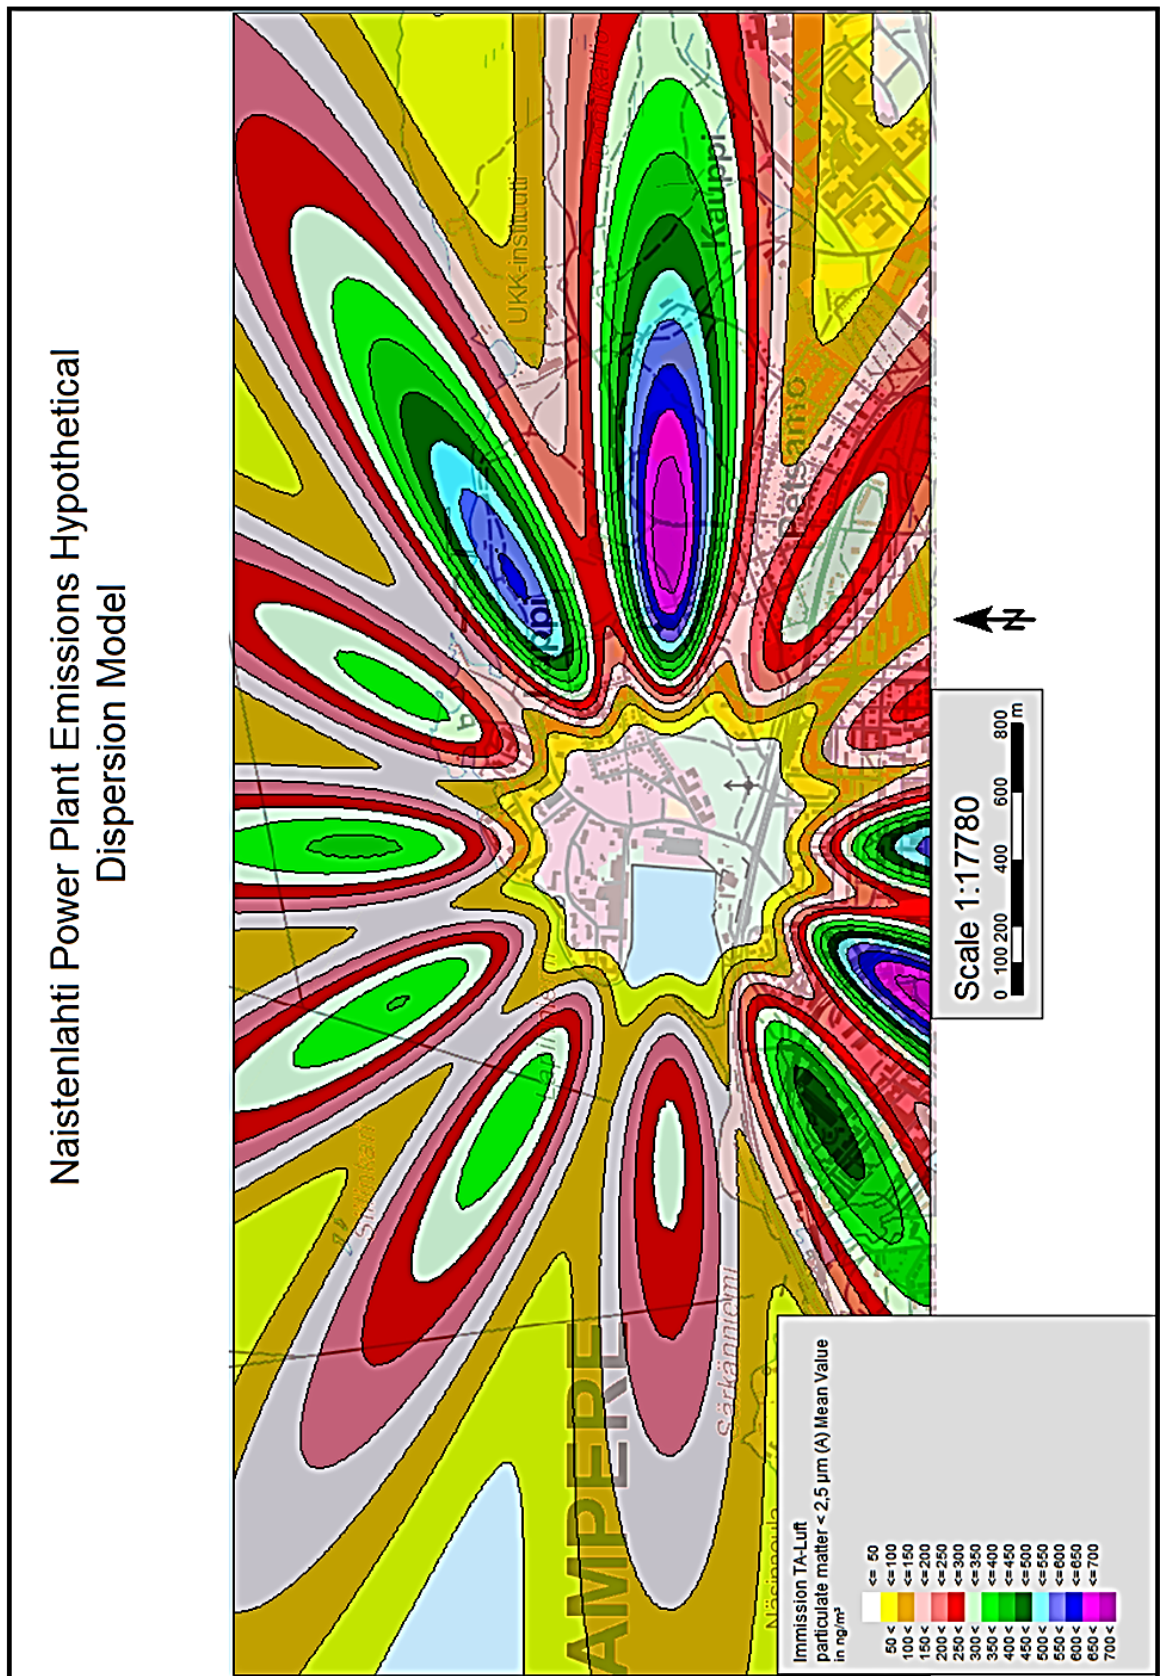 Naistenlahti Power Plant Emissions Hypothetical
Dispersion Model
UKK-instituutti
Kauppi
Petsamo
Särkänniemi
AMPERE
Näsinneula
N
Scale 1:17780
0 100 200 400 600 800
m
Immission TA-Luft
particulate matter < 2,5 µm (A) Mean Value
in ng/m³
<= 50
50 < <=100
100 < <=150
150 < <=200
200 < <=250
250 < <=300
300 < <=350
350 < <=400
400 < <=450
450 < <=500
500 < <=550
550 < <=600
600 < <=650
650 < <=700
700 <